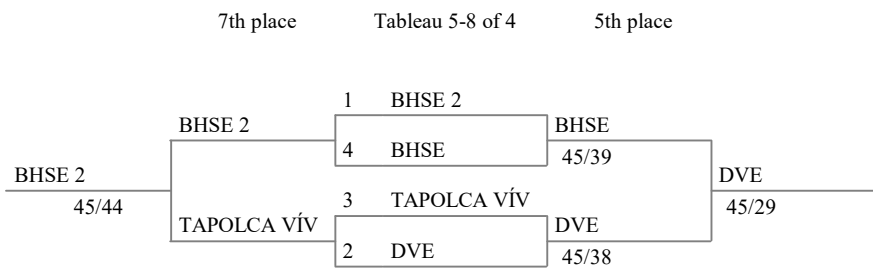 7th place Tableau 5-8 of 4 5th place
1 BHSE 2
BHSE 2 BHSE
4 BHSE 45/39
BHSE 2 DVE
45/44 3 TAPOLCA VÍV 45/29
TAPOLCA VÍV DVE
2 DVE 45/38